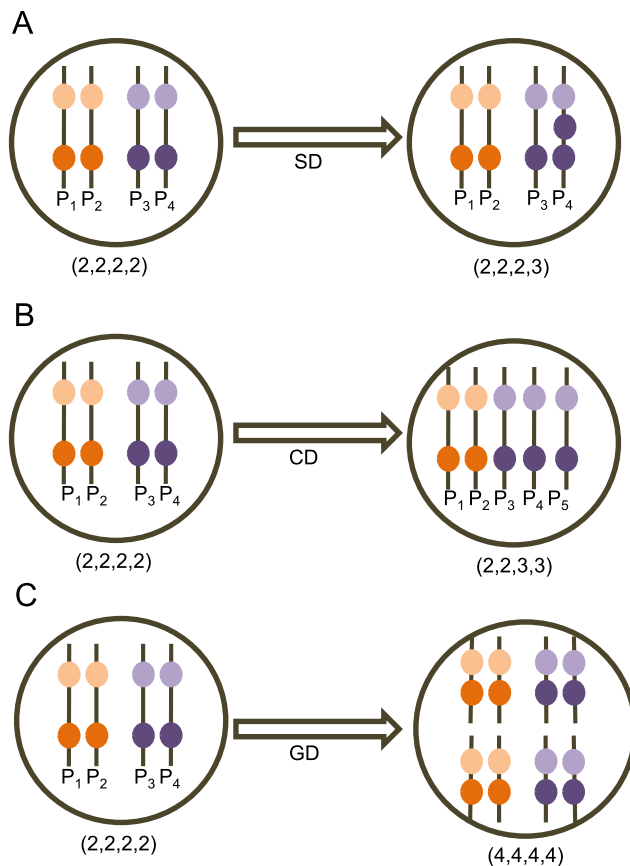 A
P1 P2 P3 P4
SD
P1 P2 P3 P4
(2,2,2,2)
(2,2,2,3)
B
P1 P2 P3 P4
CD
P1 P2 P3 P4 P5
(2,2,2,2)
(2,2,3,3)
C
P1 P2 P3 P4
GD
(2,2,2,2)
(4,4,4,4)